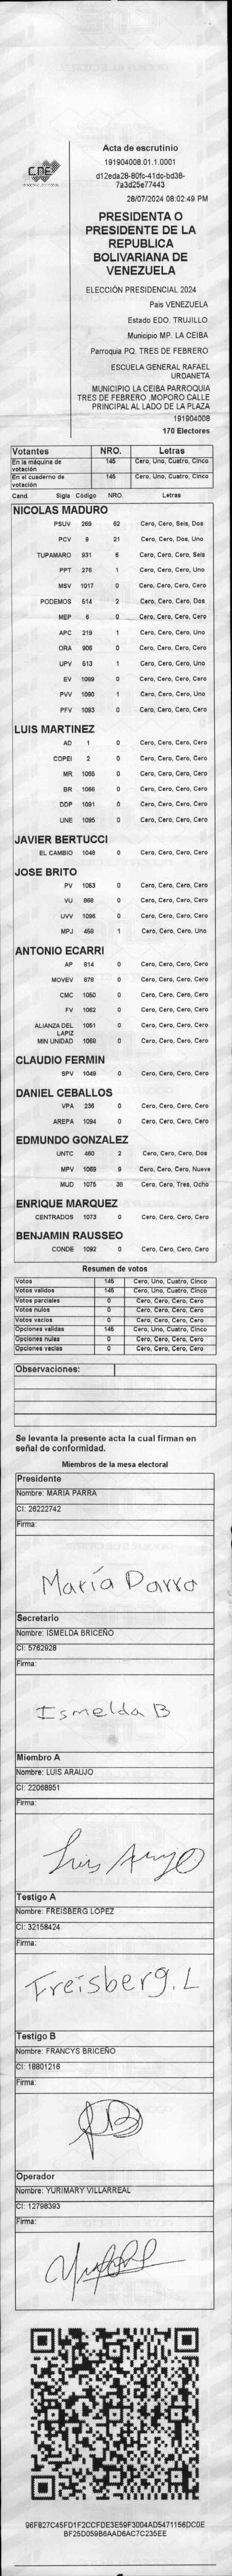 CNE
Acta de escrutinio
191904008.01.1.0001
d12eda28-80fc-41dc-bd38-
7a3d25e77443
28/07/2024 08:02:49 PM
PRESIDENTA O
PRESIDENTE DE LA
REPUBLICA
BOLIVARIANA DE
VENEZUELA
ELECCIÓN PRESIDENCIAL 2024
Pais VENEZUELA
Estado EDO. TRUJILLO
Municipio MP. LA CEIBA
Parroquia PQ. TRES DE FEBRERO
ESCUELA GENERAL RAFAEL
URDANETA
MUNICIPIO LA CEIBA PARROQUIA
TRES DE FEBRERO ,MOPORO CALLE
PRINCIPAL AL LADO DE LA PLAZA
191904008
170 Electores
Votantes NRO. Letras
En la máquina de votación 145 Cero, Uno, Cuatro, Cinco
En el cuaderno de votación 145 Cero, Uno, Cuatro, Cinco
Cand. Sigla Código NRO. Letras
NICOLAS MADURO
PSUV 269 62 Cero, Cero, Seis, Dos
PCV 9 21 Cero, Cero, Dos, Uno
TUPAMARO 931 6 Cero, Cero, Cero, Seis
PPT 276 1 Cero, Cero, Cero, Uno
MSV 1017 0 Cero, Cero, Cero, Cero
PODEMOS 514 2 Cero, Cero, Cero, Dos
MEP 6 0 Cero, Cero, Cero, Cero
APC 219 1 Cero, Cero, Cero, Uno
ORA 906 0 Cero, Cero, Cero, Cero
UPV 613 1 Cero, Cero, Cero, Uno
EV 1089 0 Cero, Cero, Cero, Cero
PVV 1090 1 Cero, Cero, Cero, Uno
PFV 1093 0 Cero, Cero, Cero, Cero
LUIS MARTINEZ
AD 1 0 Cero, Cero, Cero, Cero
COPEI 2 0 Cero, Cero, Cero, Cero
MR 1065 0 Cero, Cero, Cero, Cero
BR 1066 0 Cero, Cero, Cero, Cero
DDP 1091 0 Cero, Cero, Cero, Cero
UNE 1095 0 Cero, Cero, Cero, Cero
JAVIER BERTUCCI
EL CAMBIO 1048 0 Cero, Cero, Cero, Cero
JOSE BRITO
PV 1053 0 Cero, Cero, Cero, Cero
VU 868 0 Cero, Cero, Cero, Cero
UVV 1096 0 Cero, Cero, Cero, Cero
MPJ 458 1 Cero, Cero, Cero, Uno
ANTONIO ECARRI
AP 814 0 Cero, Cero, Cero, Cero
MOVEV 878 0 Cero, Cero, Cero, Cero
CMC 1050 0 Cero, Cero, Cero, Cero
FV 1062 0 Cero, Cero, Cero, Cero
ALIANZA DEL LAPIZ 1051 0 Cero, Cero, Cero, Cero
MIN UNIDAD 1068 0 Cero, Cero, Cero, Cero
CLAUDIO FERMIN
SPV 1049 0 Cero, Cero, Cero, Cero
DANIEL CEBALLOS
VPA 236 0 Cero, Cero, Cero, Cero
AREPA 1094 0 Cero, Cero, Cero, Cero
EDMUNDO GONZALEZ
UNTC 460 2 Cero, Cero, Cero, Dos
MPV 1069 9 Cero, Cero, Cero, Nueve
MUD 1075 38 Cero, Cero, Tres, Ocho
ENRIQUE MARQUEZ
CENTRADOS 1073 0 Cero, Cero, Cero, Cero
BENJAMIN RAUSSEO
CONDE 1092 0 Cero, Cero, Cero, Cero
Resumen de votos
Votos 145 Cero, Uno, Cuatro, Cinco
Votos validos 145 Cero, Uno, Cuatro, Cinco
Votos parciales 0 Cero, Cero, Cero, Cero
Votos nulos 0 Cero, Cero, Cero, Cero
Votos vacios 0 Cero, Cero, Cero, Cero
Opciones validas 145 Cero, Uno, Cuatro, Cinco
Opciones nulas 0 Cero, Cero, Cero, Cero
Opciones vacias 0 Cero, Cero, Cero, Cero
Observaciones:
Se levanta la presente acta la cual firman en
señal de conformidad.
Miembros de la mesa electoral
Presidente
Nombre: MARIA PARRA
CI: 26222742
Firma:
María Parra
Secretario
Nombre: ISMELDA BRICEÑO
CI: 5762928
Firma:
Ismelda B
Miembro A
Nombre: LUIS ARAUJO
CI: 22068951
Firma:
Luis Araujo
Testigo A
Nombre: FREISBERG LOPEZ
CI: 32158424
Firma:
Freisberg. L
Testigo B
Nombre: FRANCYS BRICEÑO
CI: 18801216
Firma:
Operador
Nombre: YURIMARY VILLARREAL
CI: 12798393
Firma:
96FB27C45FD1F2CCFDE3E59F3004AD5471156DC0E
BF25D059B6AAD6AC7C235EE